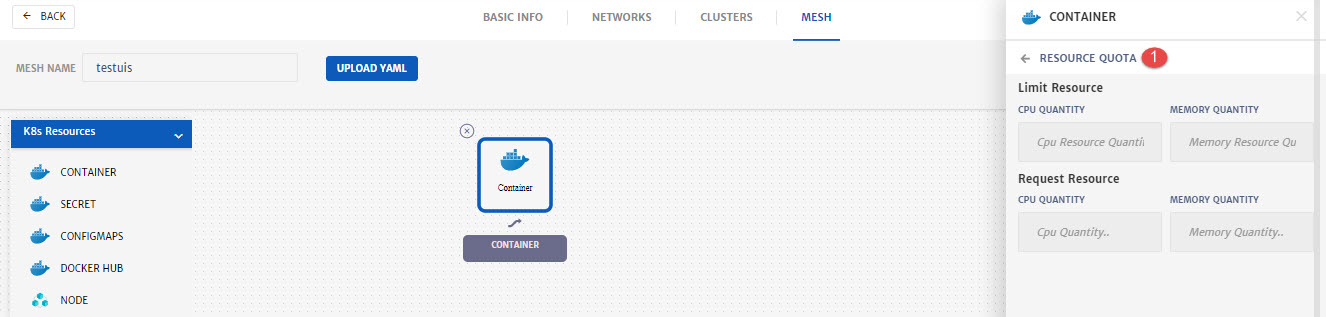 BACK
BASIC INFO
NETWORKS
CLUSTERS
MESH
MESH NAME
testuis
UPLOAD YAML
K8s Resources
CONTAINER
SECRET
CONFIGMAPS
DOCKER HUB
NODE
Container
CONTAINER
CONTAINER
RESOURCE QUOTA 1
Limit Resource
CPU QUANTITY
MEMORY QUANTITY
Cpu Resource Quanti
Memory Resource Qu
Request Resource
CPU QUANTITY
MEMORY QUANTITY
Cpu Quantity..
Memory Quantity..